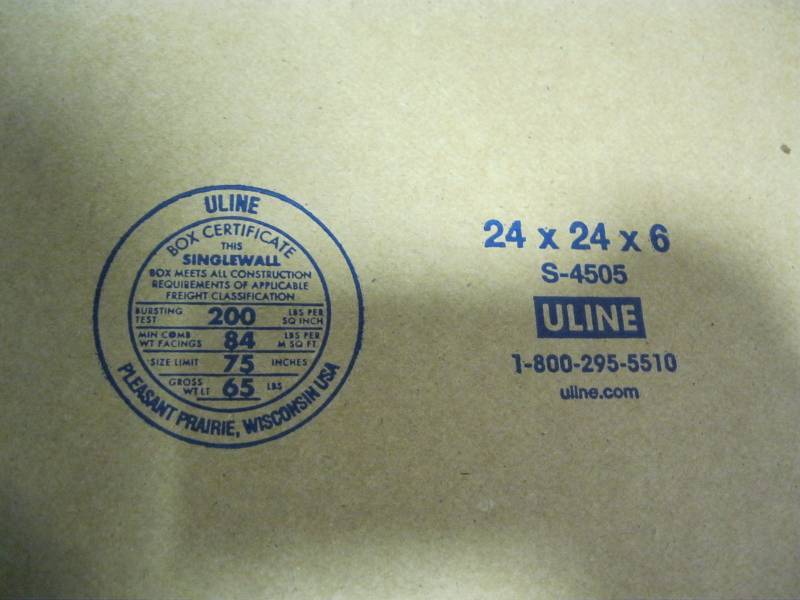 ULINE
BOX CERTIFICATE
THIS
SINGLEWALL
BOX MEETS ALL CONSTRUCTION
REQUIREMENTS OF APPLICABLE
FREIGHT CLASSIFICATION
BURSTING TEST 200 LBS PER SQ INCH
MIN COMB WT FACINGS 84 LBS PER M SQ FT
SIZE LIMIT 75 INCHES
GROSS WT LT 65 LBS
PLEASANT PRAIRIE, WISCONSIN USA
24 x 24 x 6
S-4505
ULINE
1-800-295-5510
uline.com